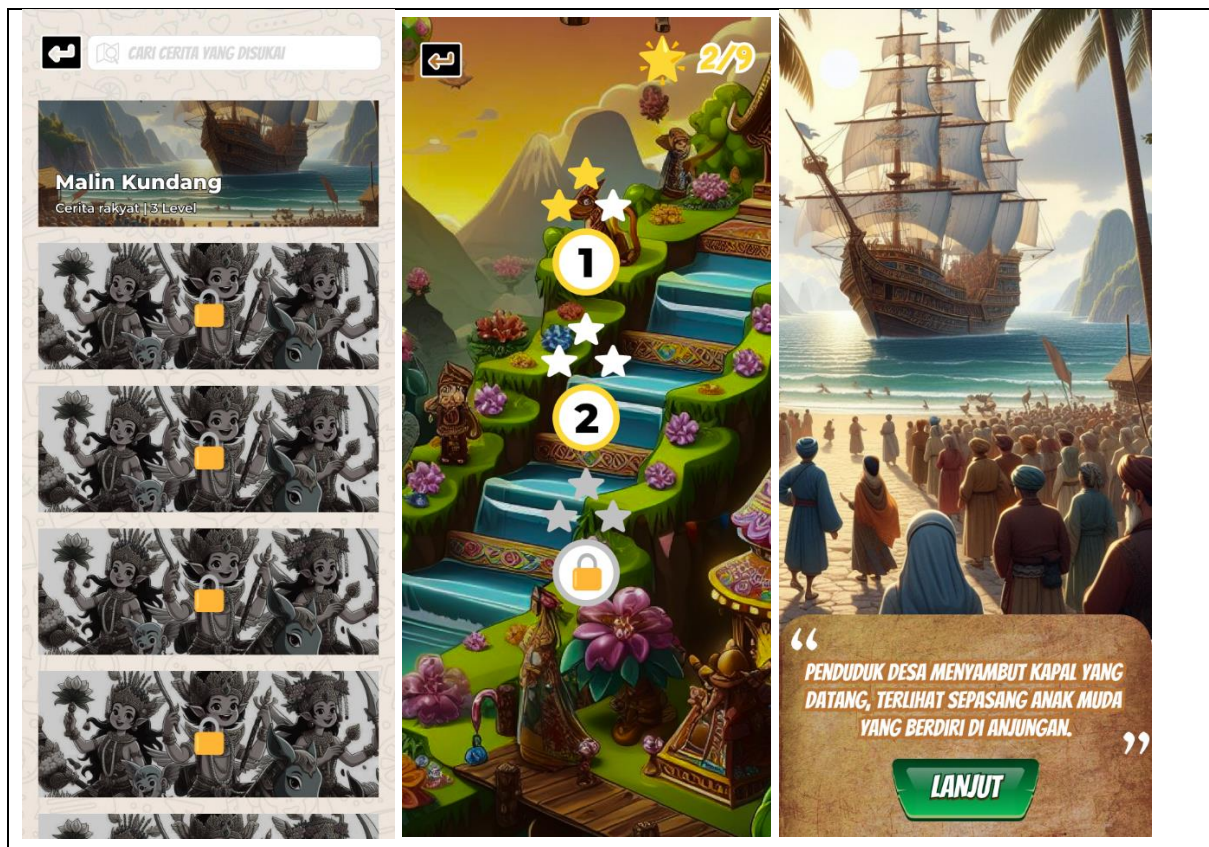 CARI CERITA YANG DISUKAI
Malin Kundang
Cerita rakyat | 3 Level
2/9
1
2
“
PENDUDUK DESA MENYAMBUT KAPAL YANG
DATANG, TERLIHAT SEPASANG ANAK MUDA
YANG BERDIRI DI ANJUNGAN.
”
LANJUT